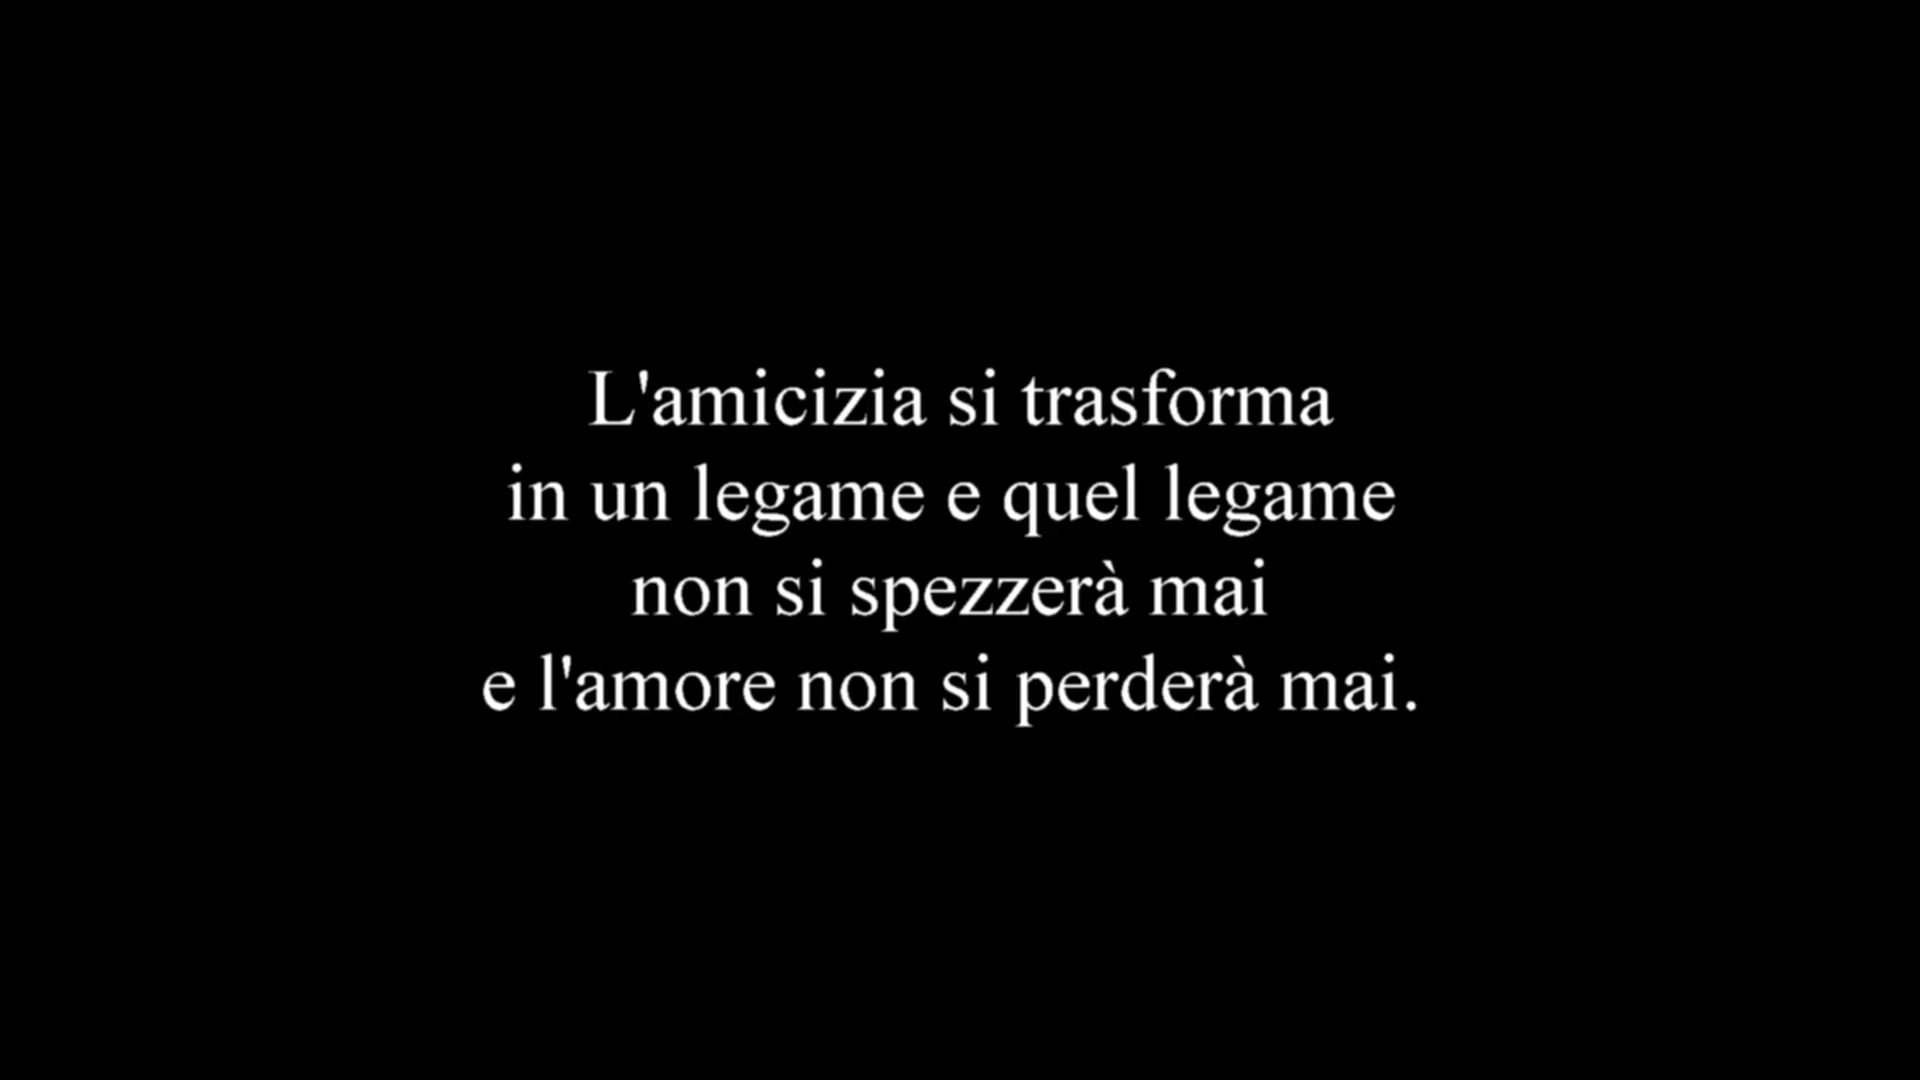 L'amicizia si trasforma
in un legame e quel legame
non si spezzerà mai
e l'amore non si perderà mai.